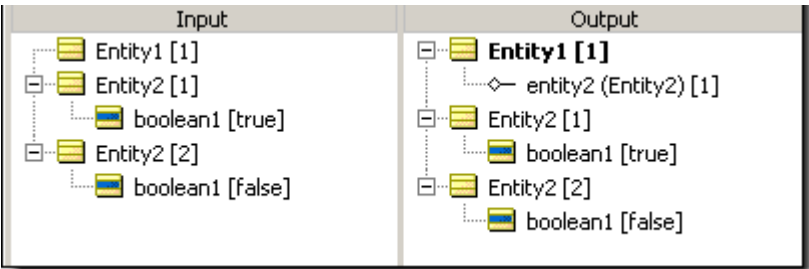 Input
Entity1 [1]
Entity2 [1]
boolean1 [true]
Entity2 [2]
boolean1 [false]
Output
Entity1 [1]
entity2 (Entity2) [1]
Entity2 [1]
boolean1 [true]
Entity2 [2]
boolean1 [false]